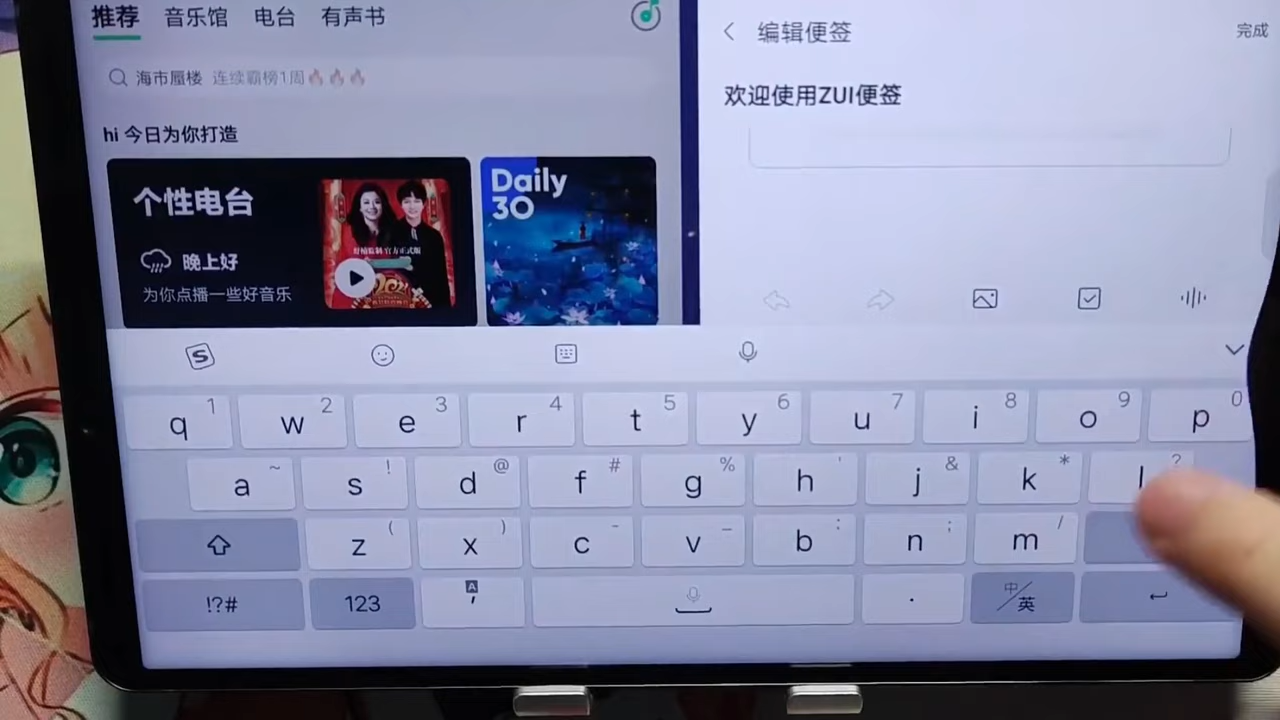 推荐 音乐馆 电台 有声书
海市蜃楼 连续霸榜1周🔥🔥🔥
hi 今日为你打造
个性电台
晚上好
为你点播一些好音乐
Daily
30
编辑便签
完成
欢迎使用ZUI便签
S
q 1 w 2 e 3 r 4 t 5 y 6 u 7 i 8 o 9 p 0
a ~ s ! d @ f # g % h ' j & k * l ?
z ( x ) c - v _ b : n ; m /
!?# 123 A , . 中/英